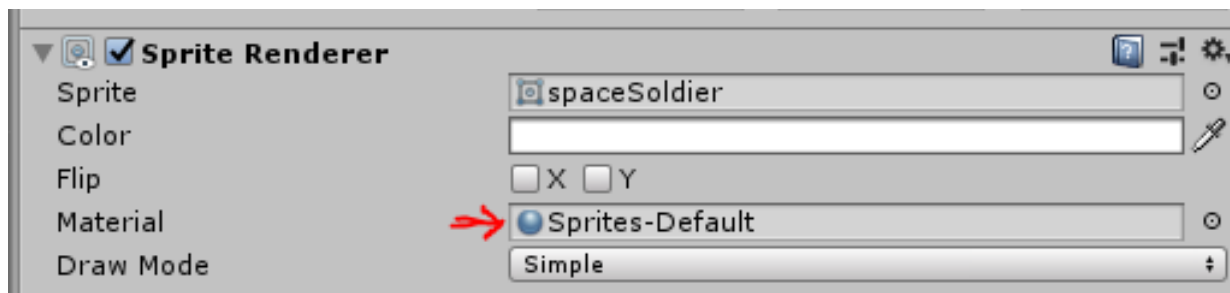 Sprite Renderer
Sprite spaceSoldier
Color
Flip X Y
Material Sprites-Default
Draw Mode Simple